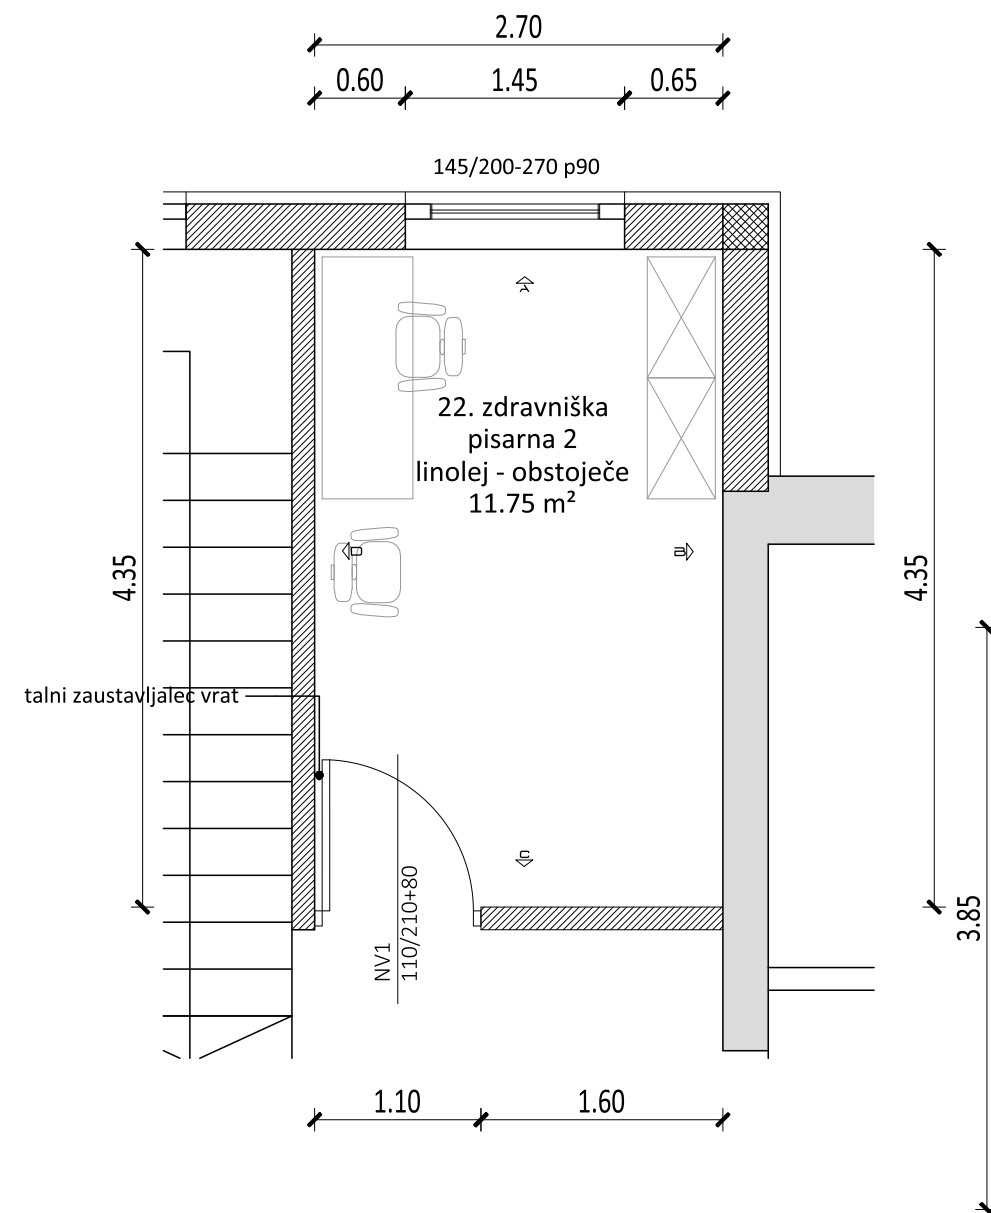 2.70
0.60 1.45 0.65
145/200-270 p90
A
22. zdravniška
pisarna 2
linolej - obstoječe
11.75 m²
D
B
4.35
4.35
talni zaustavljalec vrat
C
NV1
110/210+80
3.85
1.10 1.60